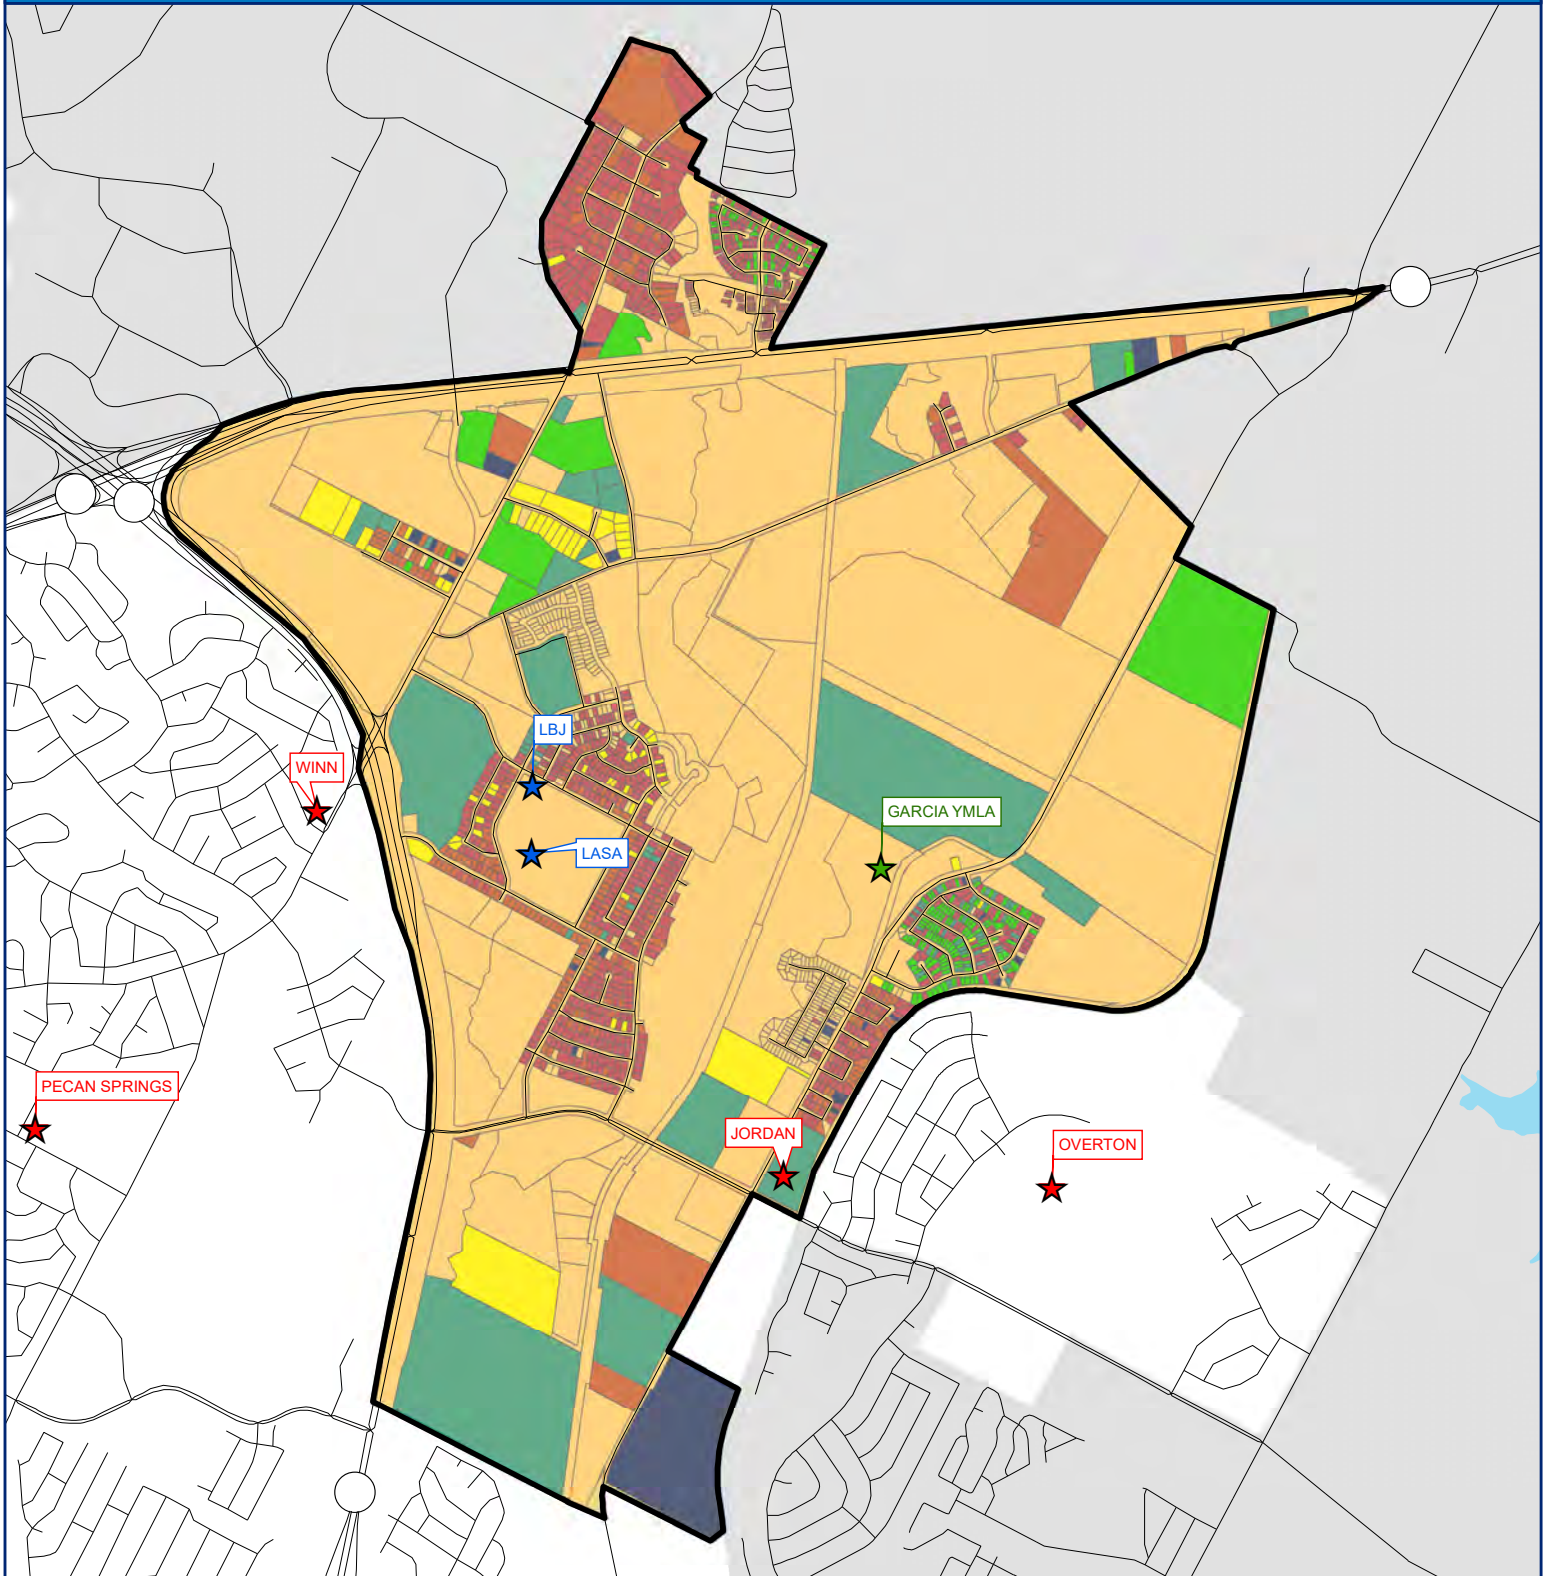 LBJ
WINN
GARCIA YMLA
LASA
PECAN SPRINGS
JORDAN
OVERTON